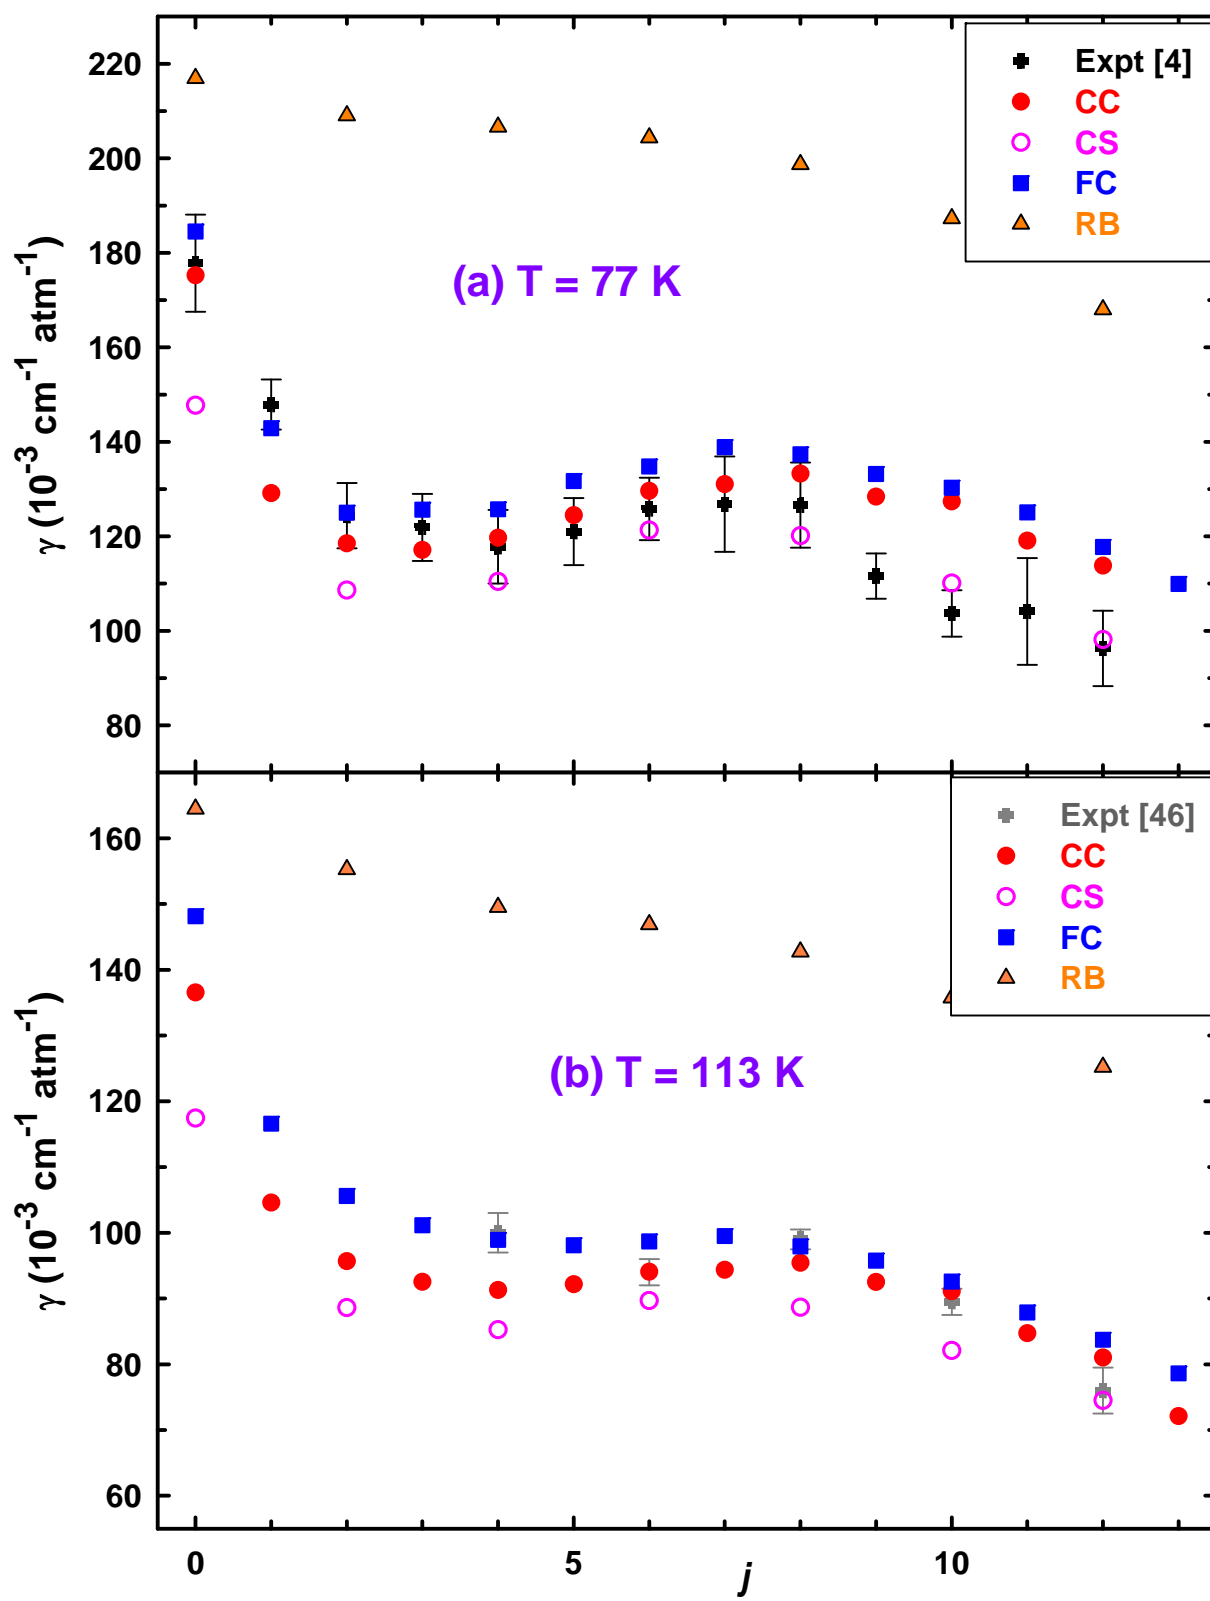 220
200
180
160
140
120
100
80
γ (10⁻³ cm⁻¹ atm⁻¹)
Expt [4]
CC
CS
FC
RB
(a) T = 77 K
160
140
120
100
80
60
γ (10⁻³ cm⁻¹ atm⁻¹)
Expt [46]
CC
CS
FC
RB
(b) T = 113 K
0 5 10
j